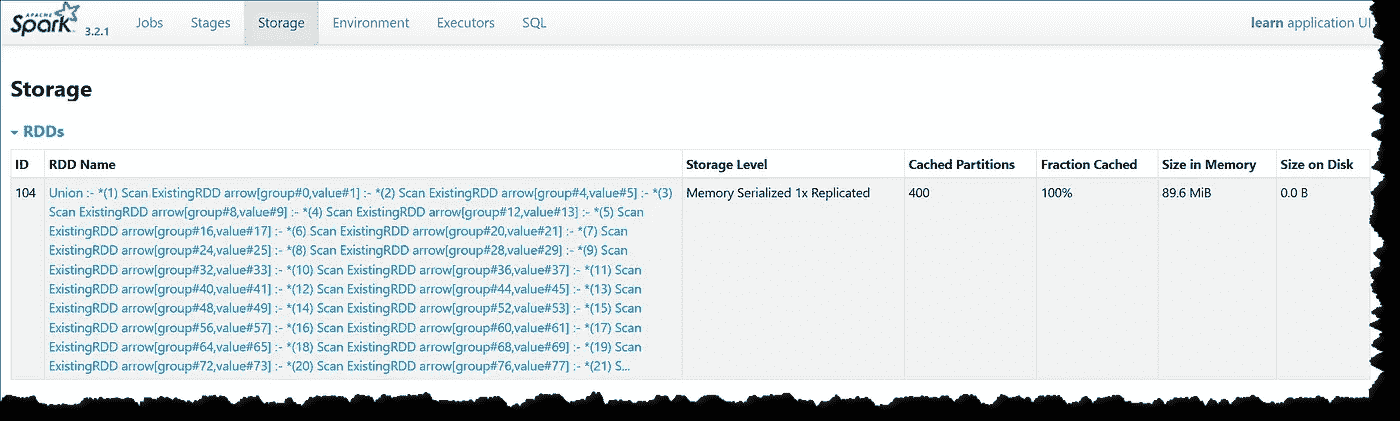 APACHE Spark 3.2.1 Jobs Stages Storage Environment Executors SQL learn application UI
Storage
RDDs
ID RDD Name Storage Level Cached Partitions Fraction Cached Size in Memory Size on Disk
104 Union :- *(1) Scan ExistingRDD arrow[group#0,value#1] :- *(2) Scan ExistingRDD arrow[group#4,value#5] :- *(3) Memory Serialized 1x Replicated 400 100% 89.6 MiB 0.0 B
Scan ExistingRDD arrow[group#8,value#9] :- *(4) Scan ExistingRDD arrow[group#12,value#13] :- *(5) Scan
ExistingRDD arrow[group#16,value#17] :- *(6) Scan ExistingRDD arrow[group#20,value#21] :- *(7) Scan
ExistingRDD arrow[group#24,value#25] :- *(8) Scan ExistingRDD arrow[group#28,value#29] :- *(9) Scan
ExistingRDD arrow[group#32,value#33] :- *(10) Scan ExistingRDD arrow[group#36,value#37] :- *(11) Scan
ExistingRDD arrow[group#40,value#41] :- *(12) Scan ExistingRDD arrow[group#44,value#45] :- *(13) Scan
ExistingRDD arrow[group#48,value#49] :- *(14) Scan ExistingRDD arrow[group#52,value#53] :- *(15) Scan
ExistingRDD arrow[group#56,value#57] :- *(16) Scan ExistingRDD arrow[group#60,value#61] :- *(17) Scan
ExistingRDD arrow[group#64,value#65] :- *(18) Scan ExistingRDD arrow[group#68,value#69] :- *(19) Scan
ExistingRDD arrow[group#72,value#73] :- *(20) Scan ExistingRDD arrow[group#76,value#77] :- *(21) S...